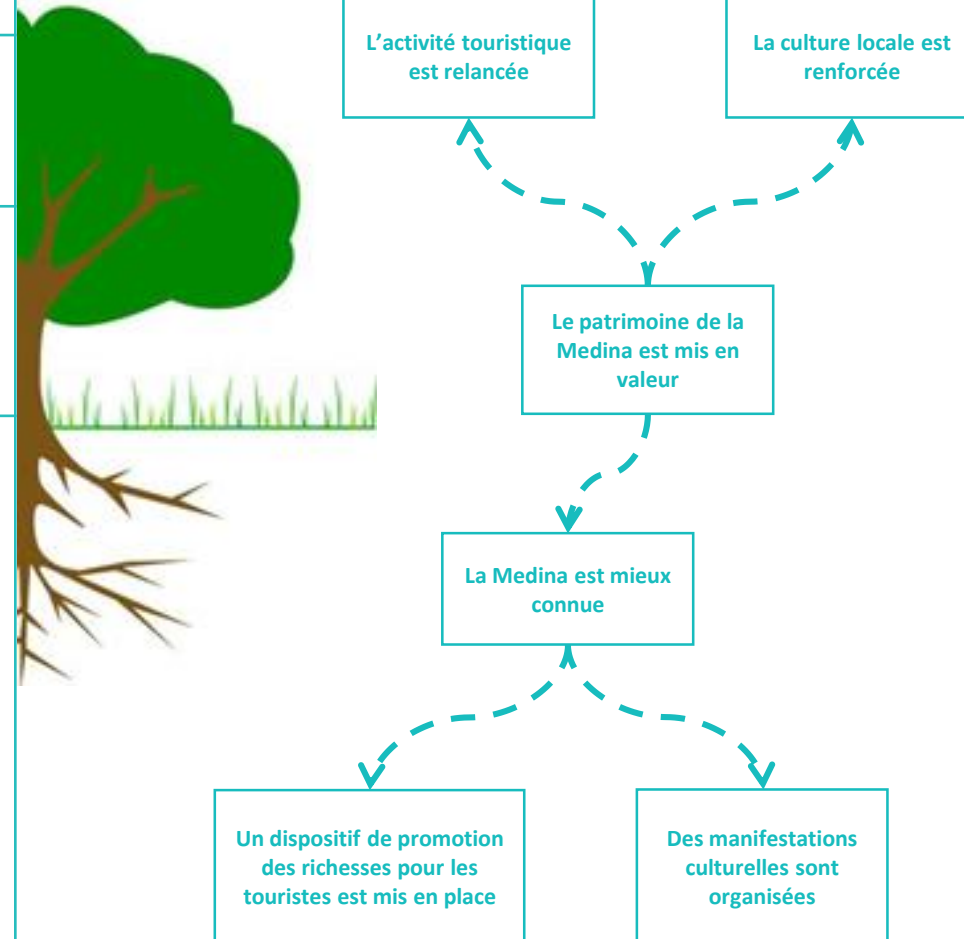 L'activité touristique
est relancée
La culture locale est
renforcée
Le patrimoine de la
Medina est mis en
valeur
La Medina est mieux
connue
Un dispositif de promotion
des richesses pour les
touristes est mis en place
Des manifestations
culturelles sont
organisées